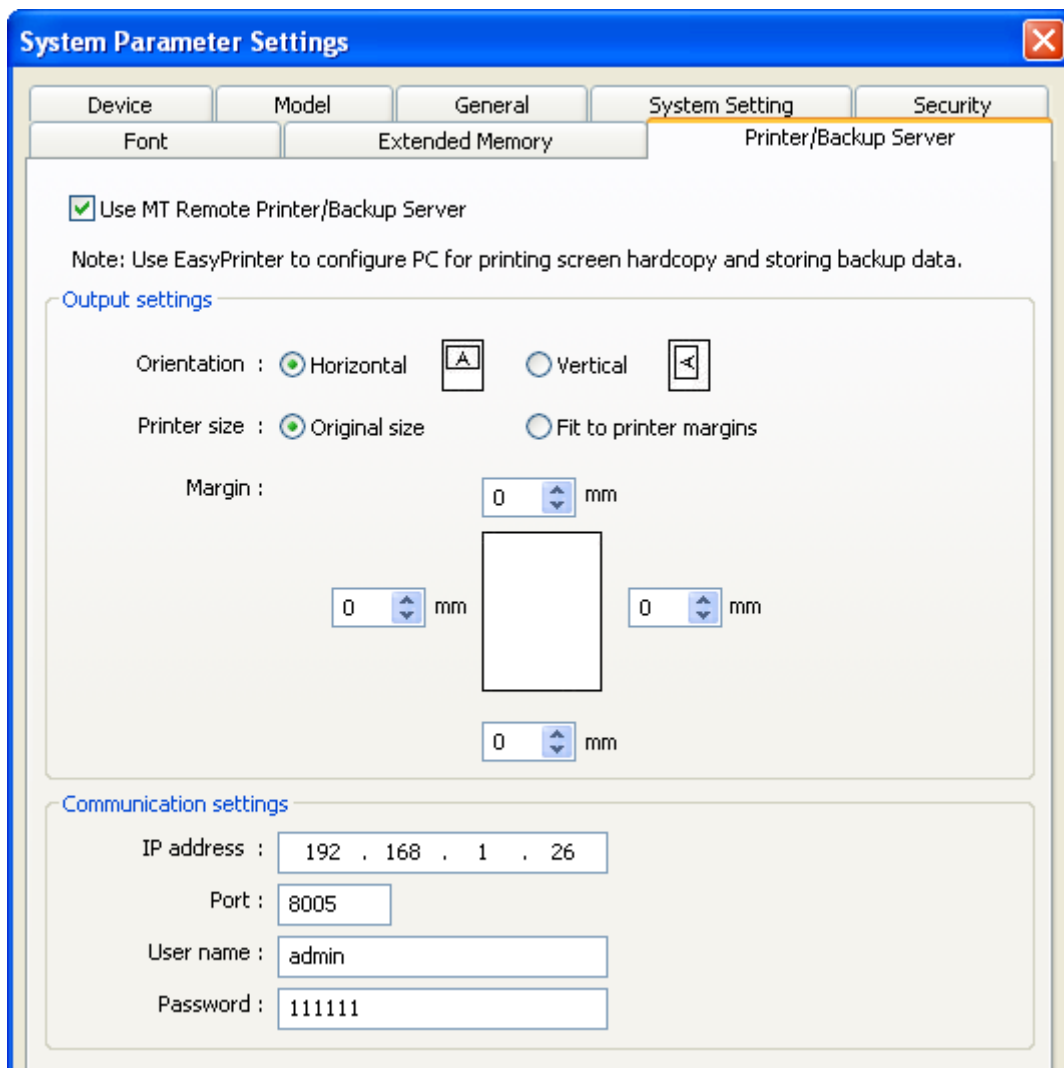 System Parameter Settings
Device Model General System Setting Security
Font Extended Memory Printer/Backup Server
Use MT Remote Printer/Backup Server
Note: Use EasyPrinter to configure PC for printing screen hardcopy and storing backup data.
Output settings
Orientation : Horizontal A Vertical A
Printer size : Original size Fit to printer margins
Margin : 0 mm
0 mm 0 mm
0 mm
Communication settings
IP address : 192 . 168 . 1 . 26
Port : 8005
User name : admin
Password : 111111